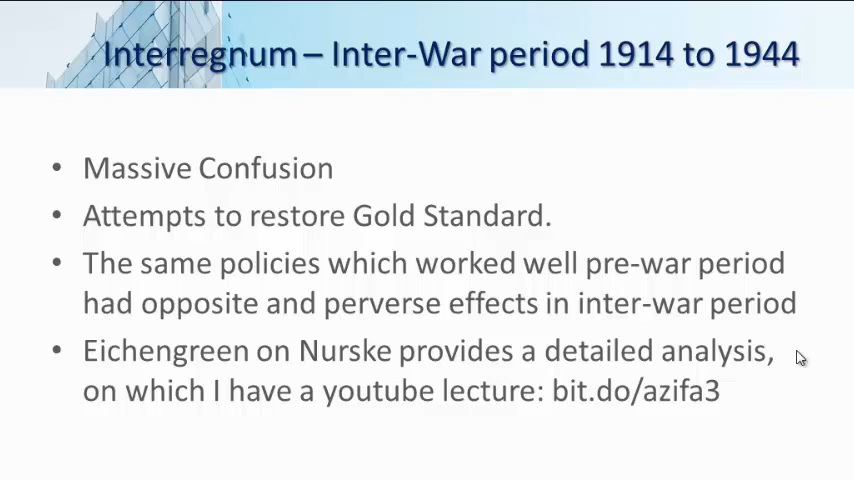 Interregnum – Inter-War period 1914 to 1944
• Massive Confusion
• Attempts to restore Gold Standard.
• The same policies which worked well pre-war period
had opposite and perverse effects in inter-war period
• Eichengreen on Nurske provides a detailed analysis,
on which I have a youtube lecture: bit.do/azifa3